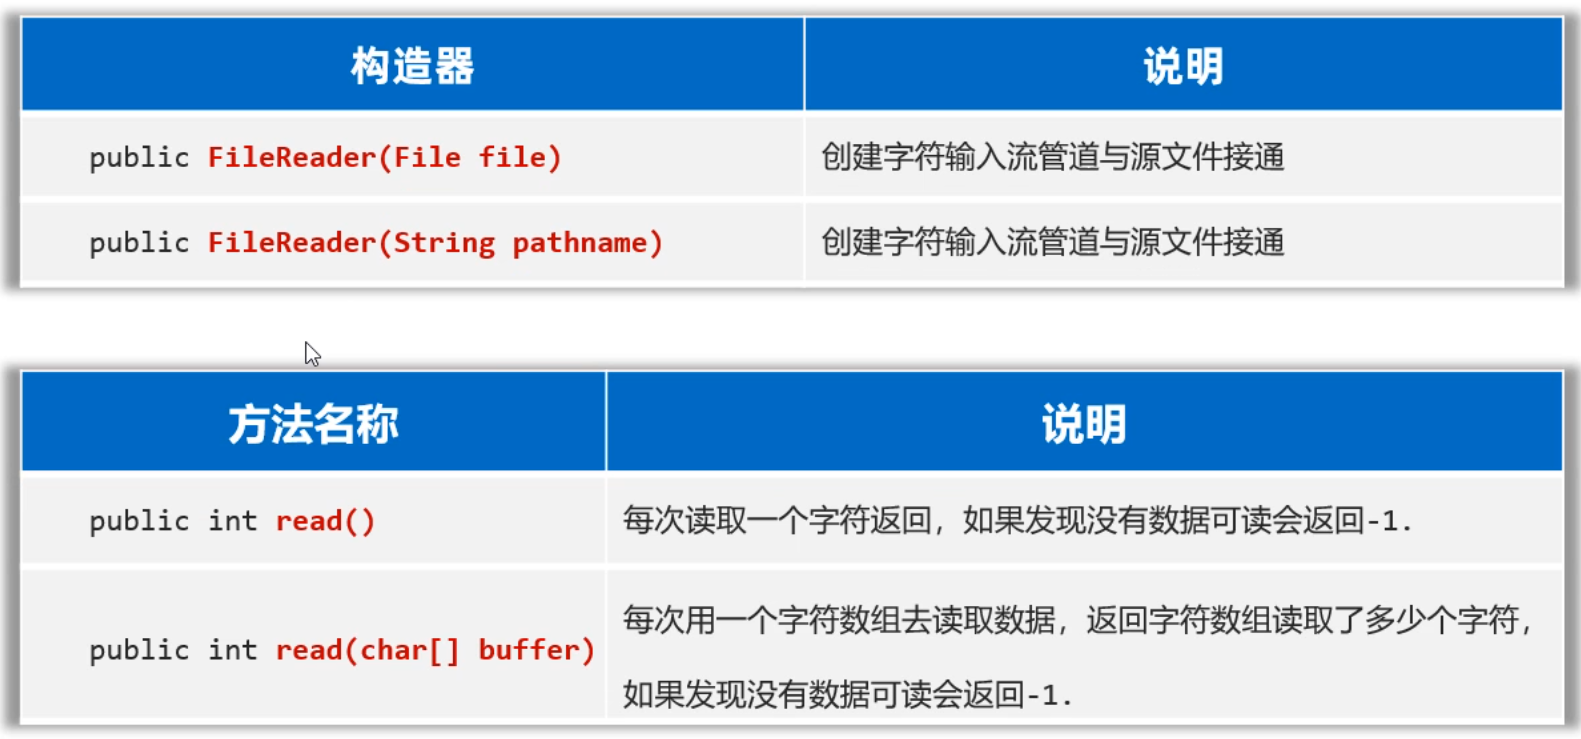 构造器 说明
public FileReader(File file) 创建字符输入流管道与源文件接通
public FileReader(String pathname) 创建字符输入流管道与源文件接通
方法名称 说明
public int read() 每次读取一个字符返回，如果发现没有数据可读会返回-1.
public int read(char[] buffer) 每次用一个字符数组去读取数据，返回字符数组读取了多少个字符，
如果发现没有数据可读会返回-1.